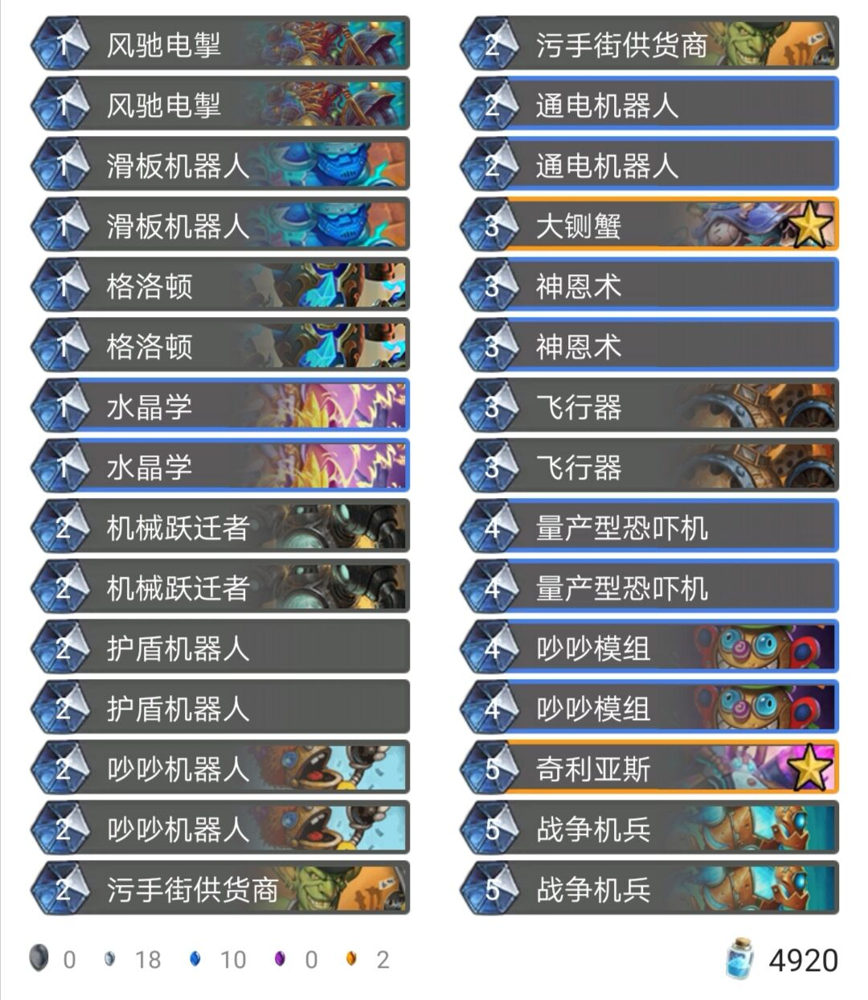 1 风驰电掣
1 风驰电掣
1 滑板机器人
1 滑板机器人
1 格洛顿
1 格洛顿
1 水晶学
1 水晶学
2 机械跃迁者
2 机械跃迁者
2 护盾机器人
2 护盾机器人
2 吵吵机器人
2 吵吵机器人
2 污手街供货商
2 污手街供货商
2 通电机器人
2 通电机器人
3 大铡蟹
3 神恩术
3 神恩术
3 飞行器
3 飞行器
4 量产型恐吓机
4 量产型恐吓机
4 吵吵模组
4 吵吵模组
5 奇利亚斯
5 战争机兵
5 战争机兵
0 18 10 0 2
4920